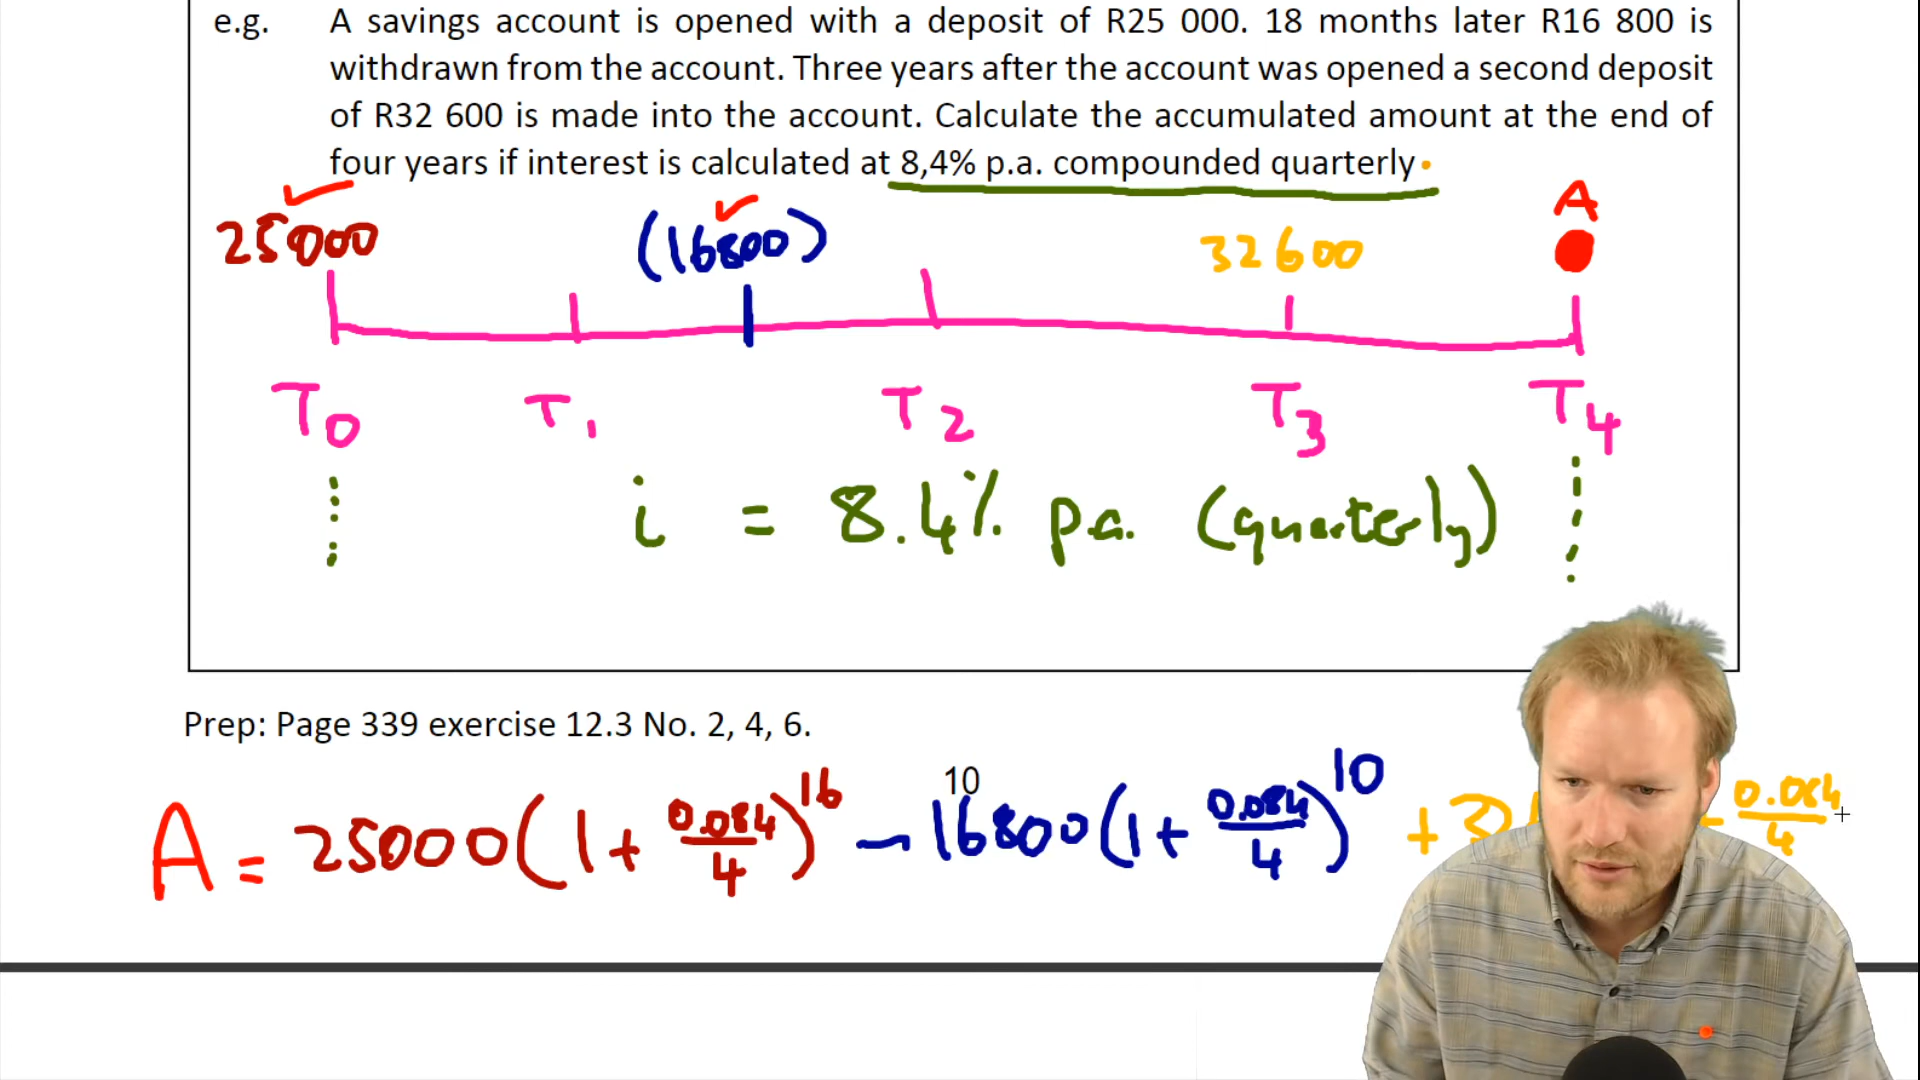 e.g. A savings account is opened with a deposit of R25 000. 18 months later R16 800 is
withdrawn from the account. Three years after the account was opened a second deposit
of R32 600 is made into the account. Calculate the accumulated amount at the end of
four years if interest is calculated at 8,4% p.a. compounded quarterly.
25000 (16800) 32600 A
T0 T1 T2 T3 T4
i = 8.4% p.a. (quarterly)
Prep: Page 339 exercise 12.3 No. 2, 4, 6.
10
A = 25000(1 + 0.084/4)^16 - 16800(1 + 0.084/4)^10 + 3 0.084/4